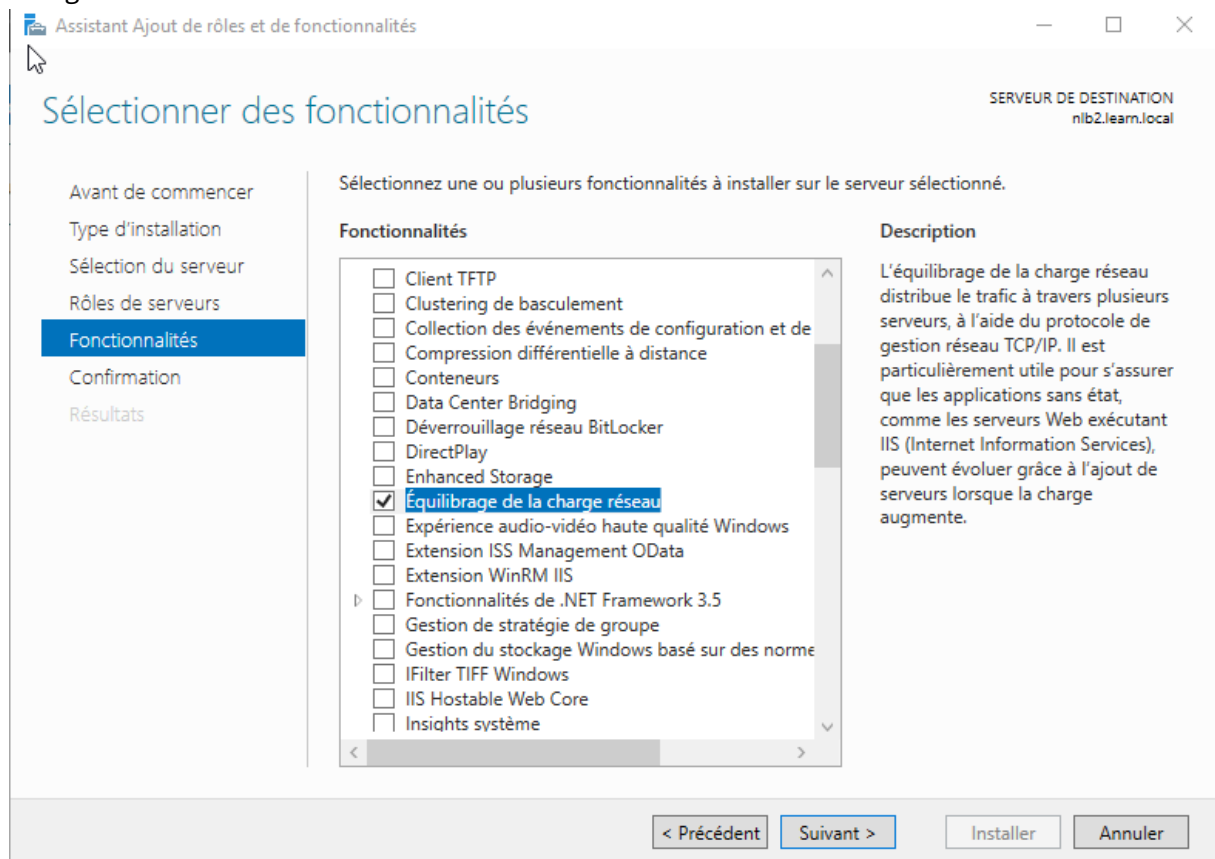 Assistant Ajout de rôles et de fonctionnalités
Sélectionner des fonctionnalités
SERVEUR DE DESTINATION
nlb2.learn.local
Avant de commencer
Type d'installation
Sélection du serveur
Rôles de serveurs
Fonctionnalités
Confirmation
Résultats
Sélectionnez une ou plusieurs fonctionnalités à installer sur le serveur sélectionné.
Fonctionnalités
Client TFTP
Clustering de basculement
Collection des événements de configuration et de
Compression différentielle à distance
Conteneurs
Data Center Bridging
Déverrouillage réseau BitLocker
DirectPlay
Enhanced Storage
Équilibrage de la charge réseau
Expérience audio-vidéo haute qualité Windows
Extension ISS Management OData
Extension WinRM IIS
Fonctionnalités de .NET Framework 3.5
Gestion de stratégie de groupe
Gestion du stockage Windows basé sur des norme
IFilter TIFF Windows
IIS Hostable Web Core
Insights système
Description
L'équilibrage de la charge réseau
distribue le trafic à travers plusieurs
serveurs, à l'aide du protocole de
gestion réseau TCP/IP. Il est
particulièrement utile pour s'assurer
que les applications sans état,
comme les serveurs Web exécutant
IIS (Internet Information Services),
peuvent évoluer grâce à l'ajout de
serveurs lorsque la charge
augmente.
< Précédent
Suivant >
Installer
Annuler